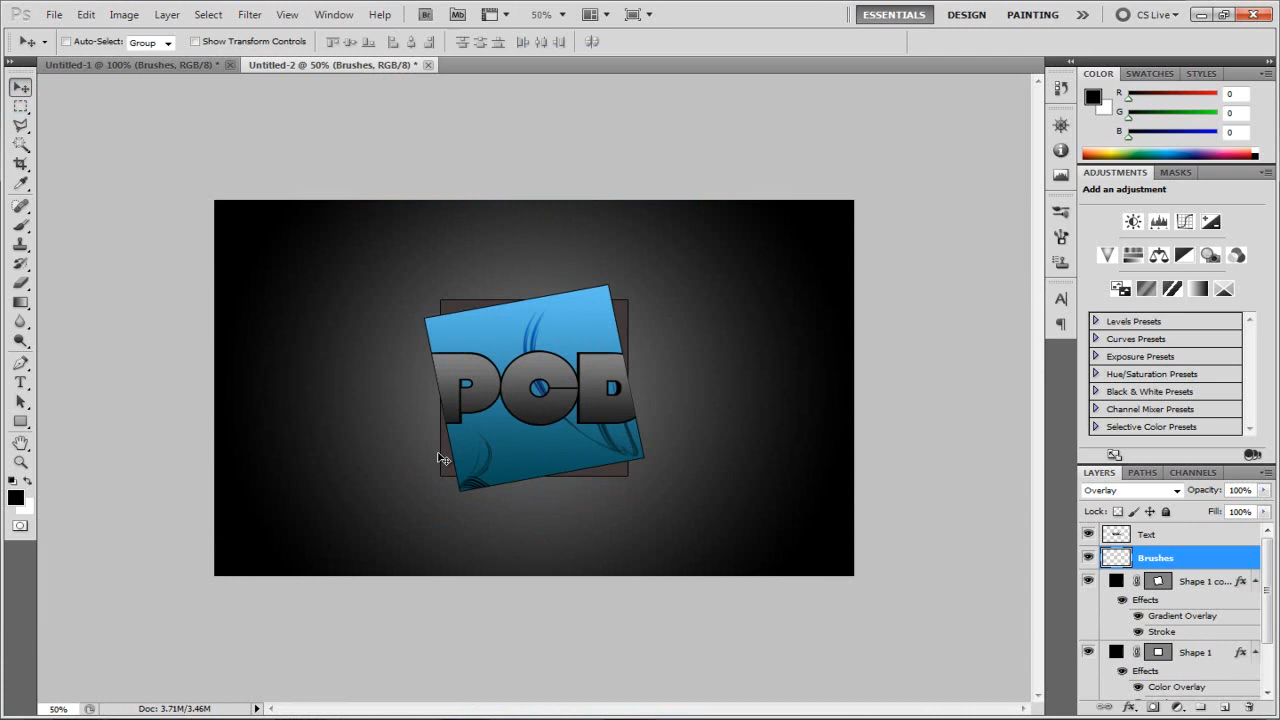 Ps File Edit Image Layer Select Filter View Window Help Br Mb 50% ESSENTIALS DESIGN PAINTING CS Live
Auto-Select: Group Show Transform Controls
Untitled-1 @ 100% (Brushes, RGB/8) * Untitled-2 @ 50% (Brushes, RGB/8) *
COLOR SWATCHES STYLES
R 0
G 0
B 0
ADJUSTMENTS MASKS
Add an adjustment
Levels Presets
Curves Presets
Exposure Presets
Hue/Saturation Presets
Black & White Presets
Channel Mixer Presets
Selective Color Presets
PCD
LAYERS PATHS CHANNELS
Overlay Opacity: 100%
Lock: Fill: 100%
Text
Brushes
Shape 1 co... fx
Effects
Gradient Overlay
Stroke
Shape 1 fx
Effects
Color Overlay
50% Doc: 3.71M/3.46M